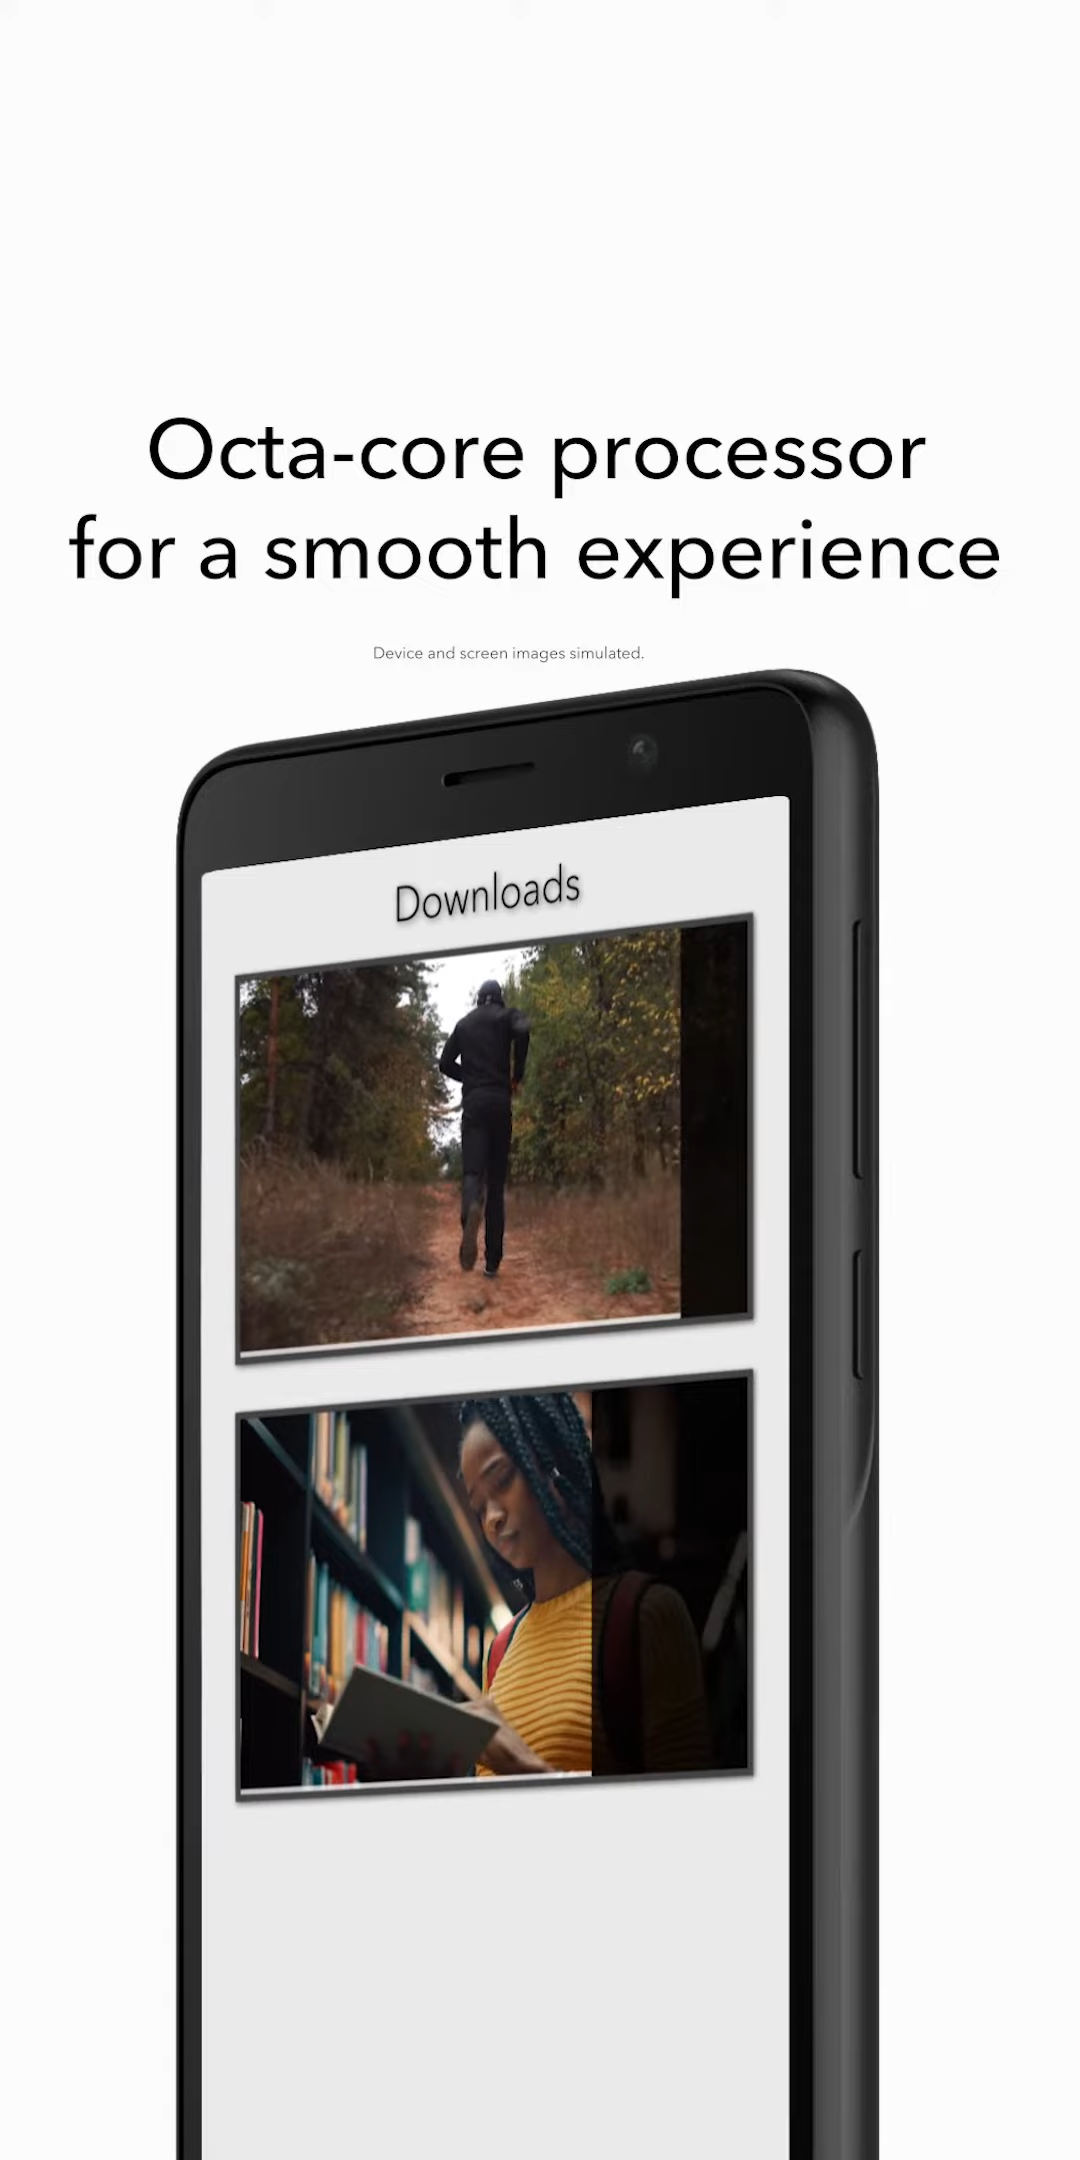 Octa-core processor
for a smooth experience
Device and screen images simulated.
Downloads